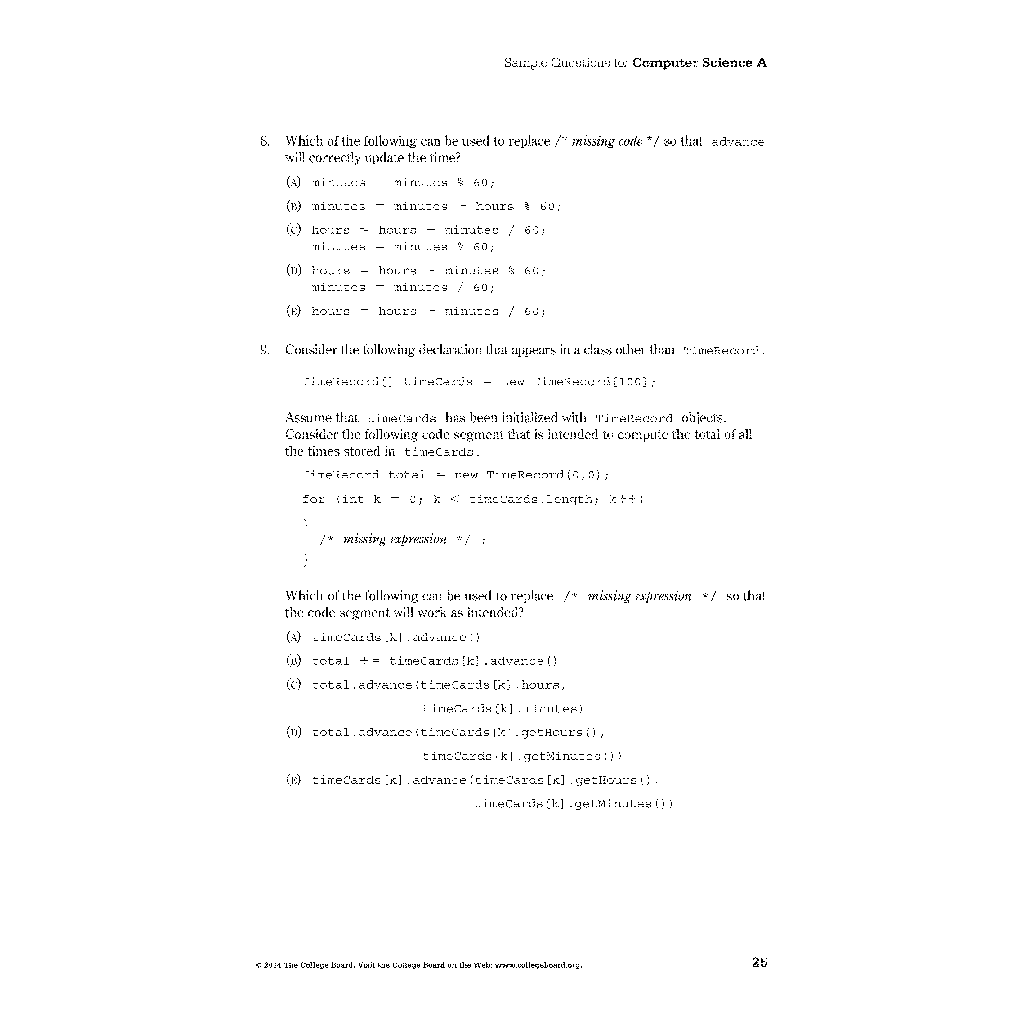 Sample Questions for Computer Science A
8. Which of the following can be used to replace /* missing code */ so that advance
will correctly update the time?
(A) minutes = minutes % 60;
(B) minutes = minutes + hours % 60;
(C) hours = hours + minutes / 60;
minutes = minutes % 60;
(D) hours = hours + minutes % 60;
minutes = minutes / 60;
(E) hours = hours + minutes / 60;
9. Consider the following declaration that appears in a class other than TimeRecord.
TimeRecord[] timeCards = new TimeRecord[100];
Assume that timeCards has been initialized with TimeRecord objects.
Consider the following code segment that is intended to compute the total of all
the times stored in timeCards.
TimeRecord total = new TimeRecord(0,0);
for (int k = 0; k < timeCards.length; k++)
{
/* missing expression */ ;
}
Which of the following can be used to replace /* missing expression */ so that
the code segment will work as intended?
(A) timeCards[k].advance()
(B) total += timeCards[k].advance()
(C) total.advance(timeCards[k].hours,
timeCards[k].minutes)
(D) total.advance(timeCards[k].getHours(),
timeCards[k].getMinutes())
(E) timeCards[k].advance(timeCards[k].getHours(),
timeCards[k].getMinutes())
© 2014 The College Board. Visit the College Board on the Web: www.collegeboard.org.
25